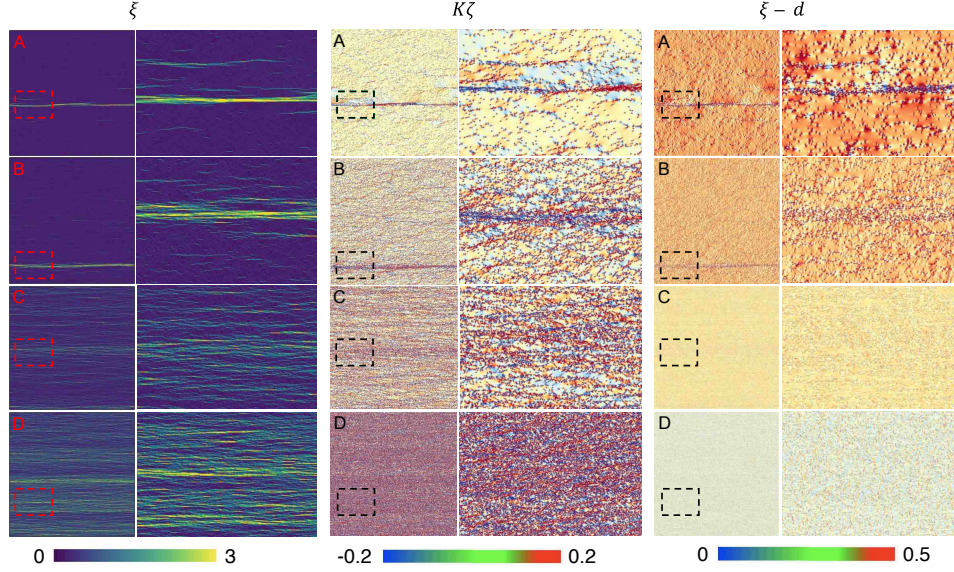 ξ Kζ ξ − d
A A A
B B B
C C C
D D D
0 3 -0.2 0.2 0 0.5